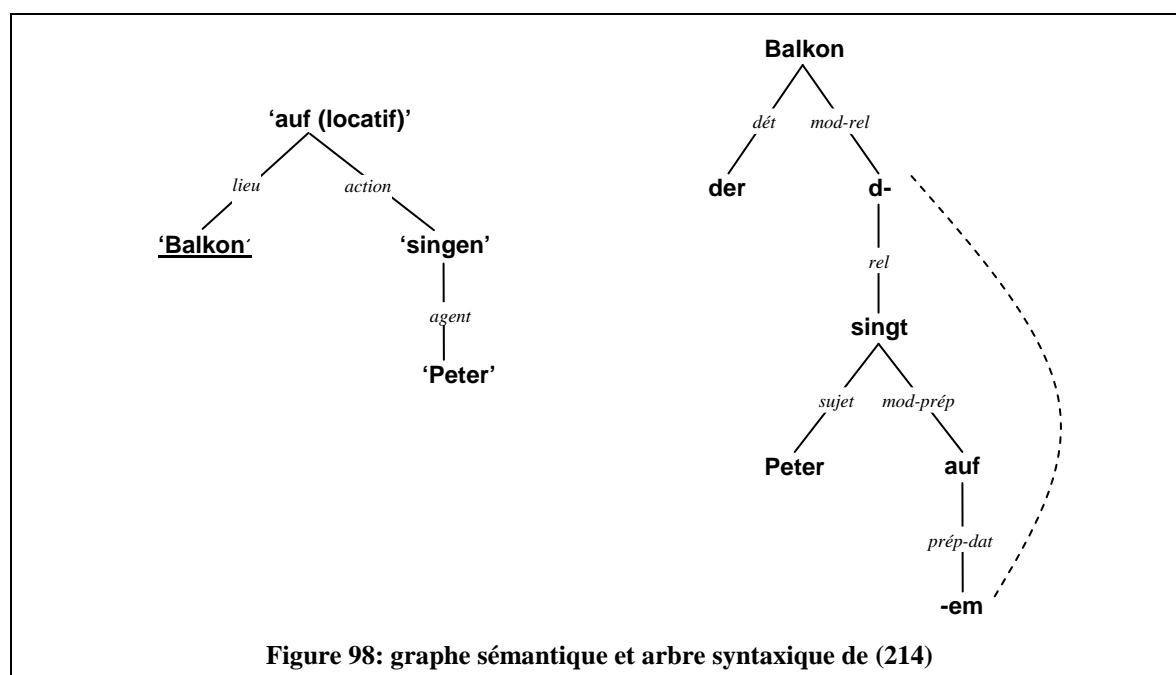 Balkon
‘auf (locatif)’
dét mod-rel
lieu action
der d-
‘Balkon’ ‘singen’
rel
agent
singt
‘Peter’
sujet mod-prép
Peter auf
prép-dat
-em
Figure 98: graphe sémantique et arbre syntaxique de (214)